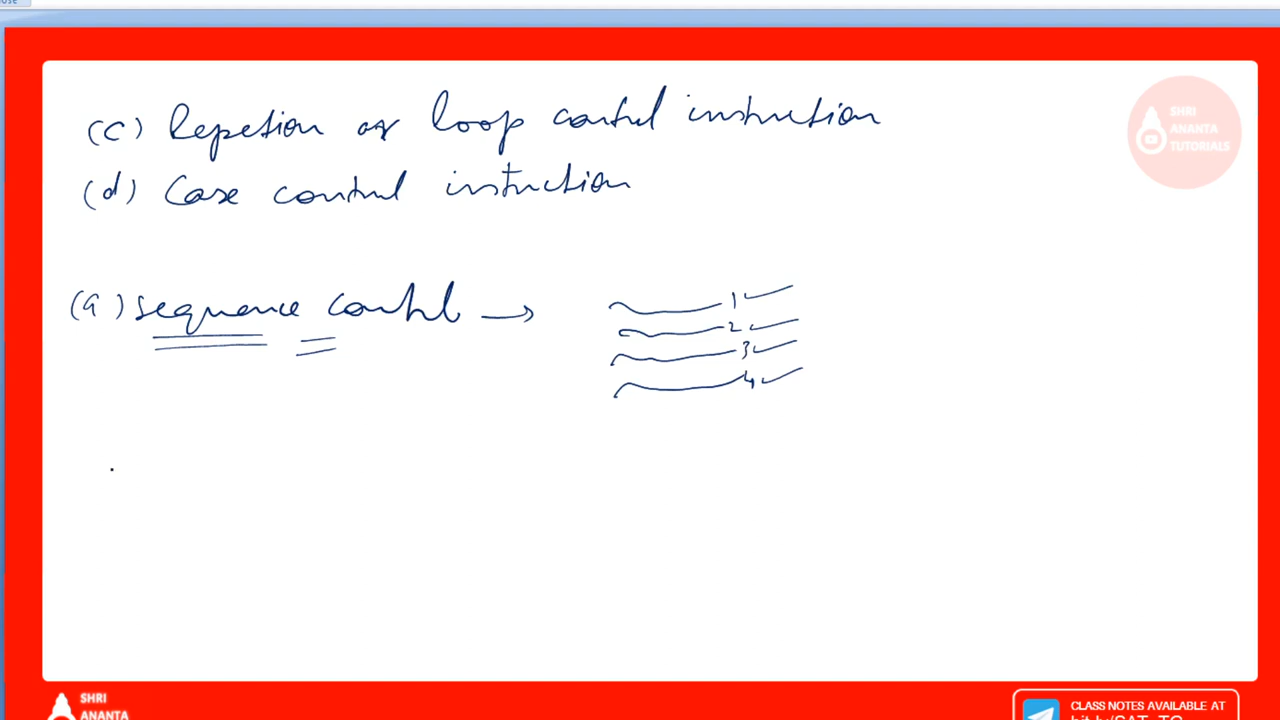 ose
(c) Repetion or loop control instruction
(d) Case control instruction
(a) sequence control →
1 ✓
2 ✓
3 ✓
4 ✓
SHRI
ANANTA
TUTORIALS
SHRI
ANANTA
CLASS NOTES AVAILABLE AT